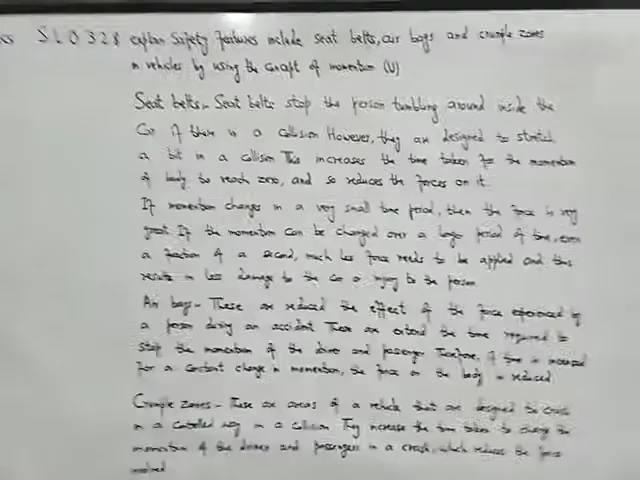 SLO 328 explain Safety features include seat belts, air bags and crumple zones
in vehicles by using the concept of momentum (U)
Seat belts- Seat belts stop the person tumbling around inside the
Car if there is a collision However, they are designed to stretch
a bit in a collision This increases the time taken for the momentum
of body to reach zero, and so reduces the forces on it
If momentum changes in a very small time period, then the force is very
great If the momentum can be changed over a longer period of time, even
a fraction of a second, much less force needs to be applied and this
results in less damage to the car or injury to the person
Air bags- These are reduced the effect of the force experienced by
a person during an accident These are extend the time required to
stop the momentum of the driver and passenger Therefore, if time is increased
for a constant change in momentum, the force on the body is reduced
Crumple zones- These are areas of a vehicle that are designed to crush
in a controlled way in a collision They increase the time taken to change the
momentum of the driver and passengers in a crash, which reduces the force
involved